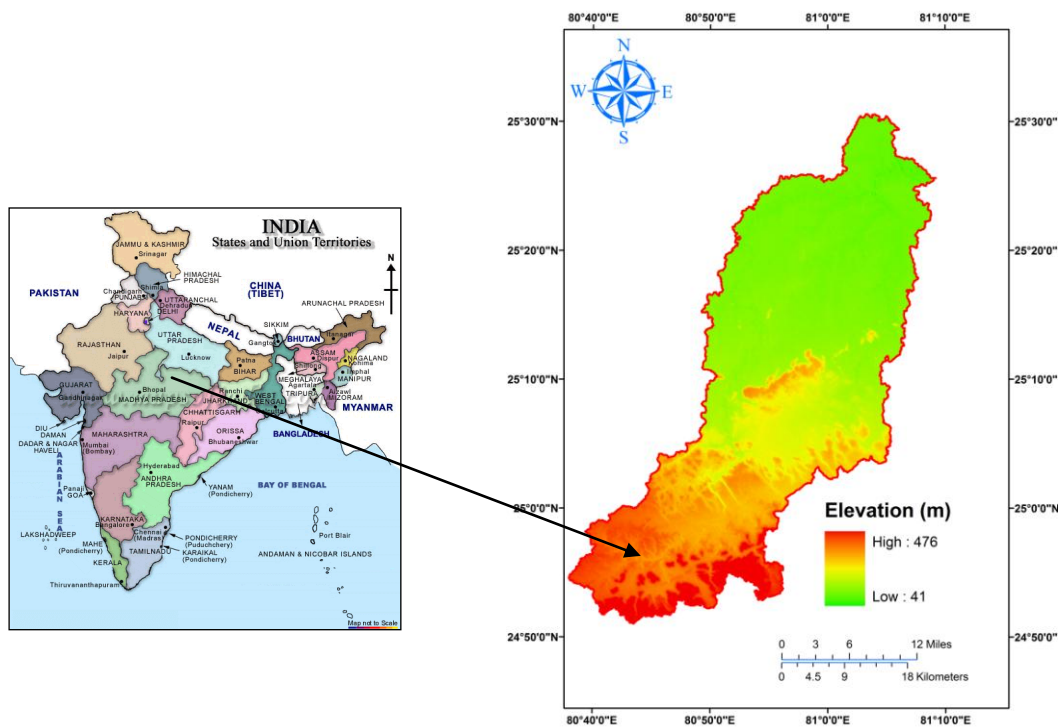 INDIA
States and Union Territories
N
JAMMU & KASHMIR
Srinagar
HIMACHAL
PRADESH
Shimla
Chandigarh
PUNJAB
UTTARANCHAL
Dehradun
HARYANA
DELHI
PAKISTAN
CHINA
(TIBET)
ARUNACHAL PRADESH
Itanagar
SIKKIM
Gangtok
NEPAL
BHUTAN
RAJASTHAN
Jaipur
UTTAR
PRADESH
Lucknow
Patna
BIHAR
ASSAM
Dispur
Shillong
NAGALAND
Kohima
Imphal
MANIPUR
MEGHALAYA
Agartala
TRIPURA
MIZORAM
MYANMAR
GUJARAT
Gandhinagar
Bhopal
MADHYA PRADESH
Ranchi
JHARKHAND
WEST
BENGAL
CHHATTISGARH
Raipur
ORISSA
Bhubaneshwar
BANGLADESH
DIU
DAMAN
DADAR & NAGAR
HAVELI
MAHARASHTRA
Mumbai
(Bombay)
Hyderabad
ANDHRA
PRADESH
YANAM
(Pondicherry)
BAY OF BENGAL
ARABIAN SEA
Panaji
GOA
KARNATAKA
Bangalore
Chennai
(Madras)
PONDICHERRY
(Puduchchery)
KARAIKAL
(Pondicherry)
LAKSHADWEEP
MAHE
(Pondicherry)
TAMILNADU
KERALA
Thiruvananthapuram
Port Blair
ANDAMAN & NICOBAR ISLANDS
Map not to Scale
80°40'0"E 80°50'0"E 81°0'0"E 81°10'0"E
N
W E
S
25°30'0"N 25°30'0"N
25°20'0"N 25°20'0"N
25°10'0"N 25°10'0"N
25°0'0"N 25°0'0"N
24°50'0"N 24°50'0"N
Elevation (m)
High : 476
Low : 41
0 3 6 12 Miles
0 4.5 9 18 Kilometers
80°40'0"E 80°50'0"E 81°0'0"E 81°10'0"E